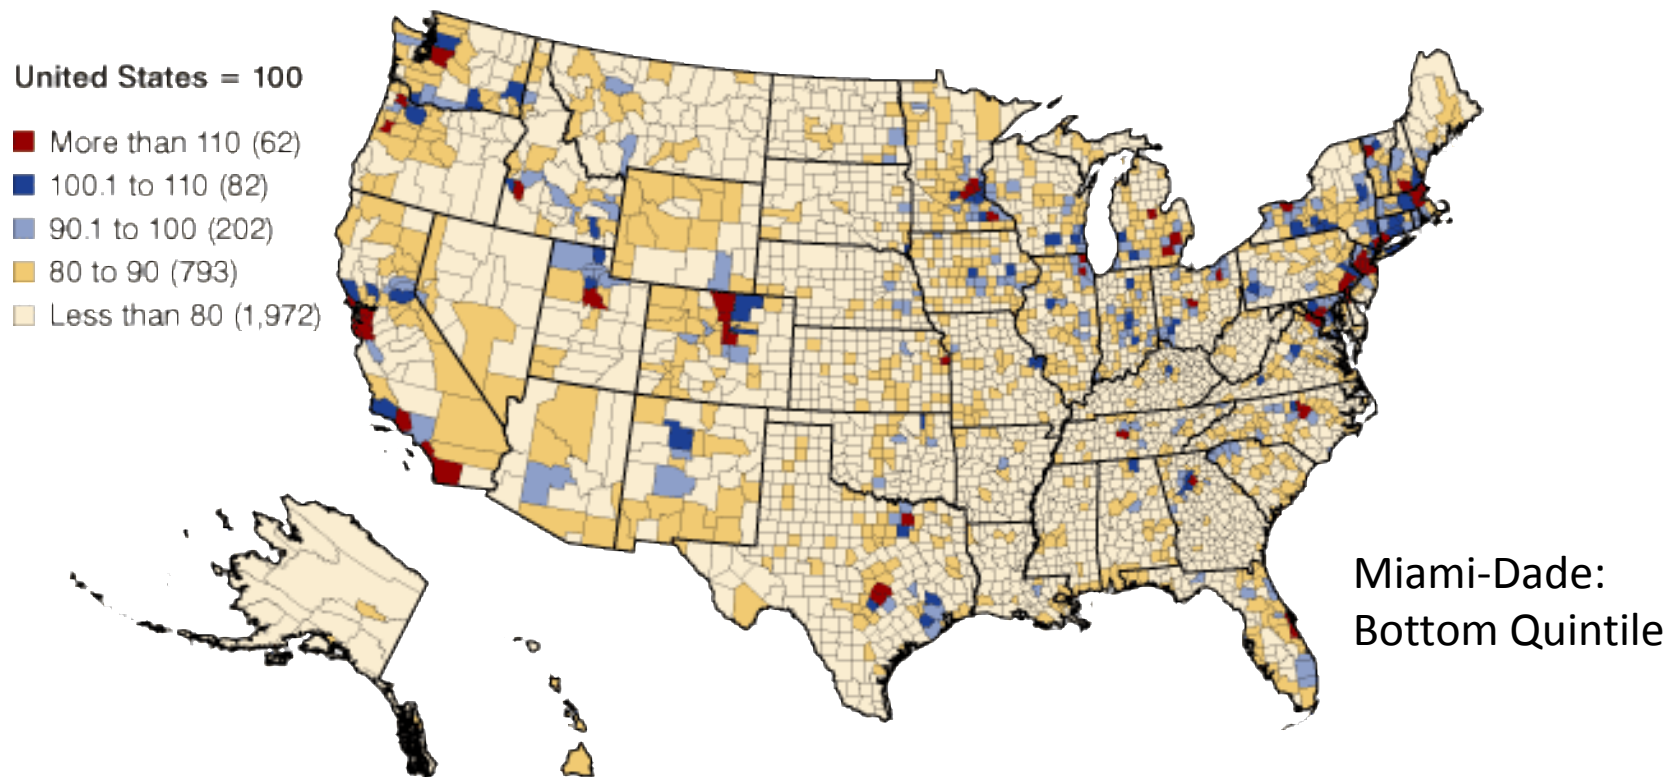 United States = 100
More than 110 (62)
100.1 to 110 (82)
90.1 to 100 (202)
80 to 90 (793)
Less than 80 (1,972)
Miami-Dade:
Bottom Quintile